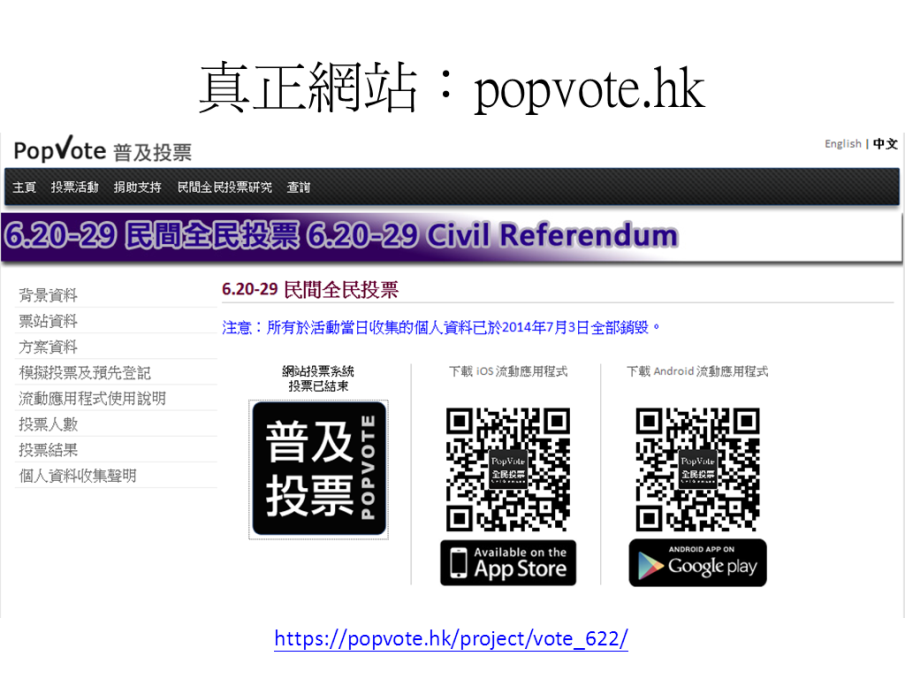 真正網站：popvote.hk
PopVote 普及投票
English | 中文
主頁 投票活動 捐助支持 民間全民投票研究 查詢
6.20-29 民間全民投票 6.20-29 Civil Referendum
背景資料
票站資料
方案資料
模擬投票及預先登記
流動應用程式使用說明
投票人數
投票結果
個人資料收集聲明
6.20-29 民間全民投票
注意：所有於活動當日收集的個人資料已於2014年7月3日全部銷毀。
網站投票系統
投票已結束
普及
投票
POPVOTE
下載 iOS 流動應用程式
PopVote
全民投票
Available on the
App Store
下載 Android 流動應用程式
PopVote
全民投票
ANDROID APP ON
Google play
https://popvote.hk/project/vote_622/